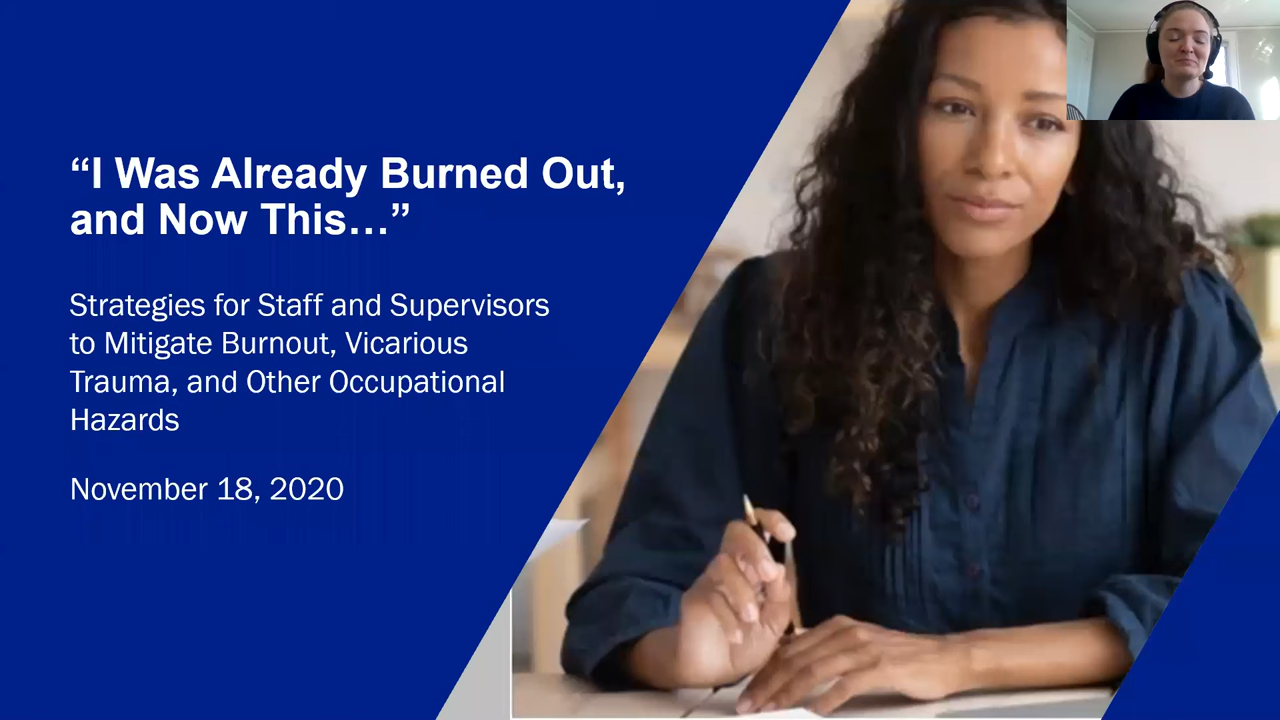 “I Was Already Burned Out,
and Now This…”
Strategies for Staff and Supervisors
to Mitigate Burnout, Vicarious
Trauma, and Other Occupational
Hazards
November 18, 2020